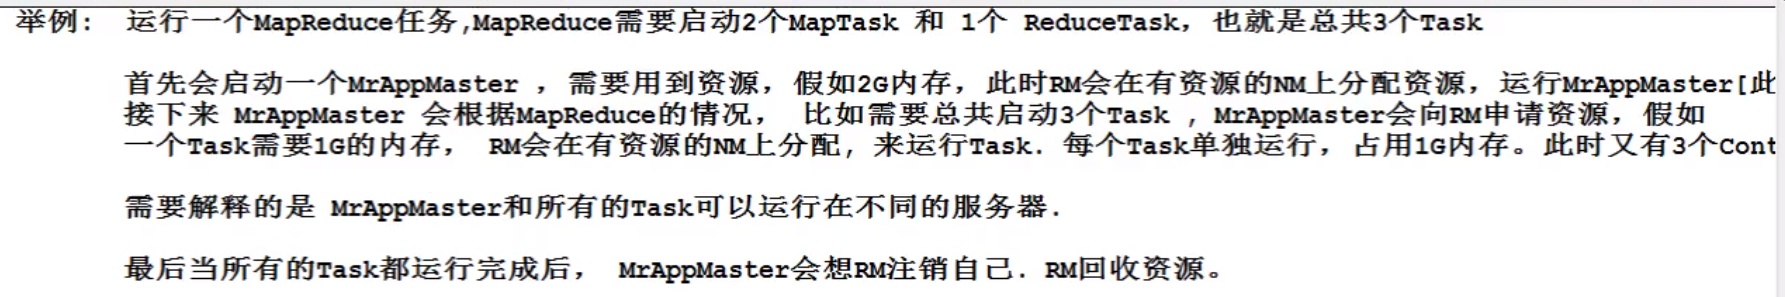 举例： 运行一个MapReduce任务,MapReduce需要启动2个MapTask 和 1个 ReduceTask，也就是总共3个Task
首先会启动一个MrAppMaster ，需要用到资源，假如2G内存，此时RM会在有资源的NM上分配资源，运行MrAppMaster[此
接下来 MrAppMaster 会根据MapReduce的情况， 比如需要总共启动3个Task ，MrAppMaster会向RM申请资源，假如
一个Task需要1G的内存， RM会在有资源的NM上分配，来运行Task. 每个Task单独运行，占用1G内存。此时又有3个Cont
需要解释的是 MrAppMaster和所有的Task可以运行在不同的服务器.
最后当所有的Task都运行完成后， MrAppMaster会想RM注销自己. RM回收资源。